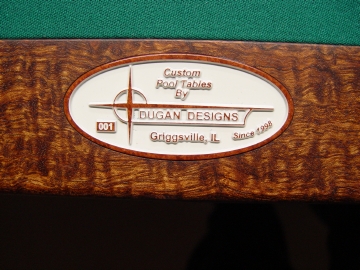 Custom
Pool Tables
By
DUGAN DESIGNS
001
Griggsville, IL
Since 1998